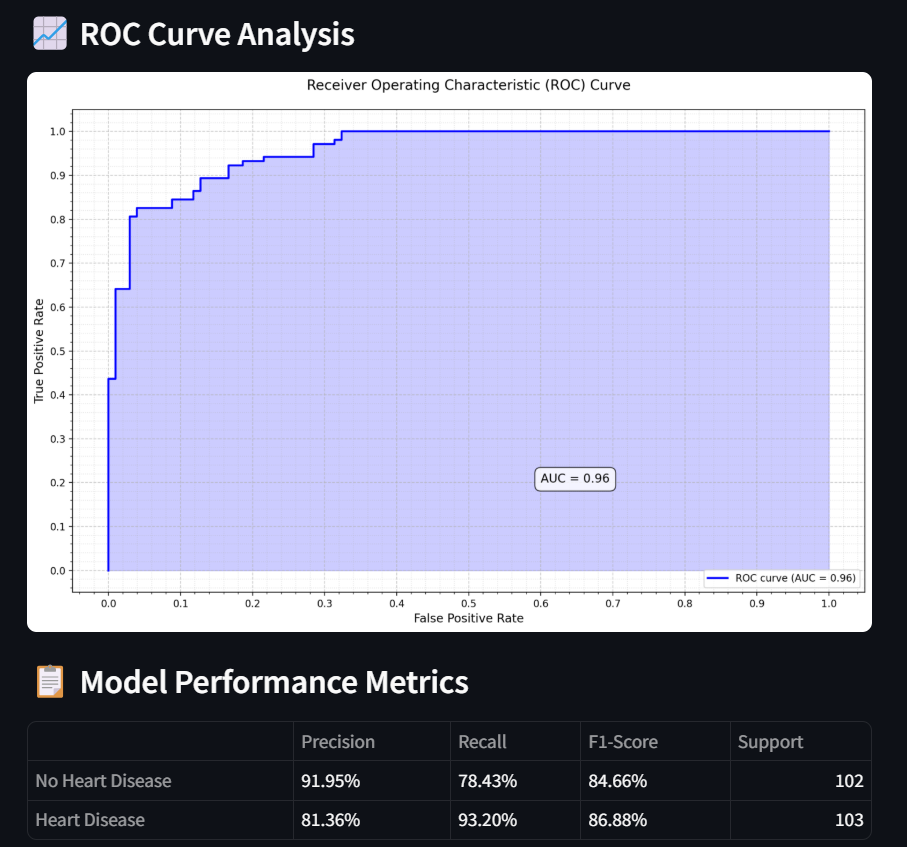 ROC Curve Analysis
Receiver Operating Characteristic (ROC) Curve
1.0
0.9
0.8
0.7
0.6
0.5
0.4
0.3
0.2
0.1
0.0
True Positive Rate
AUC = 0.96
ROC curve (AUC = 0.96)
0.0 0.1 0.2 0.3 0.4 0.5 0.6 0.7 0.8 0.9 1.0
False Positive Rate
Model Performance Metrics
Precision Recall F1-Score Support
No Heart Disease 91.95% 78.43% 84.66% 102
Heart Disease 81.36% 93.20% 86.88% 103